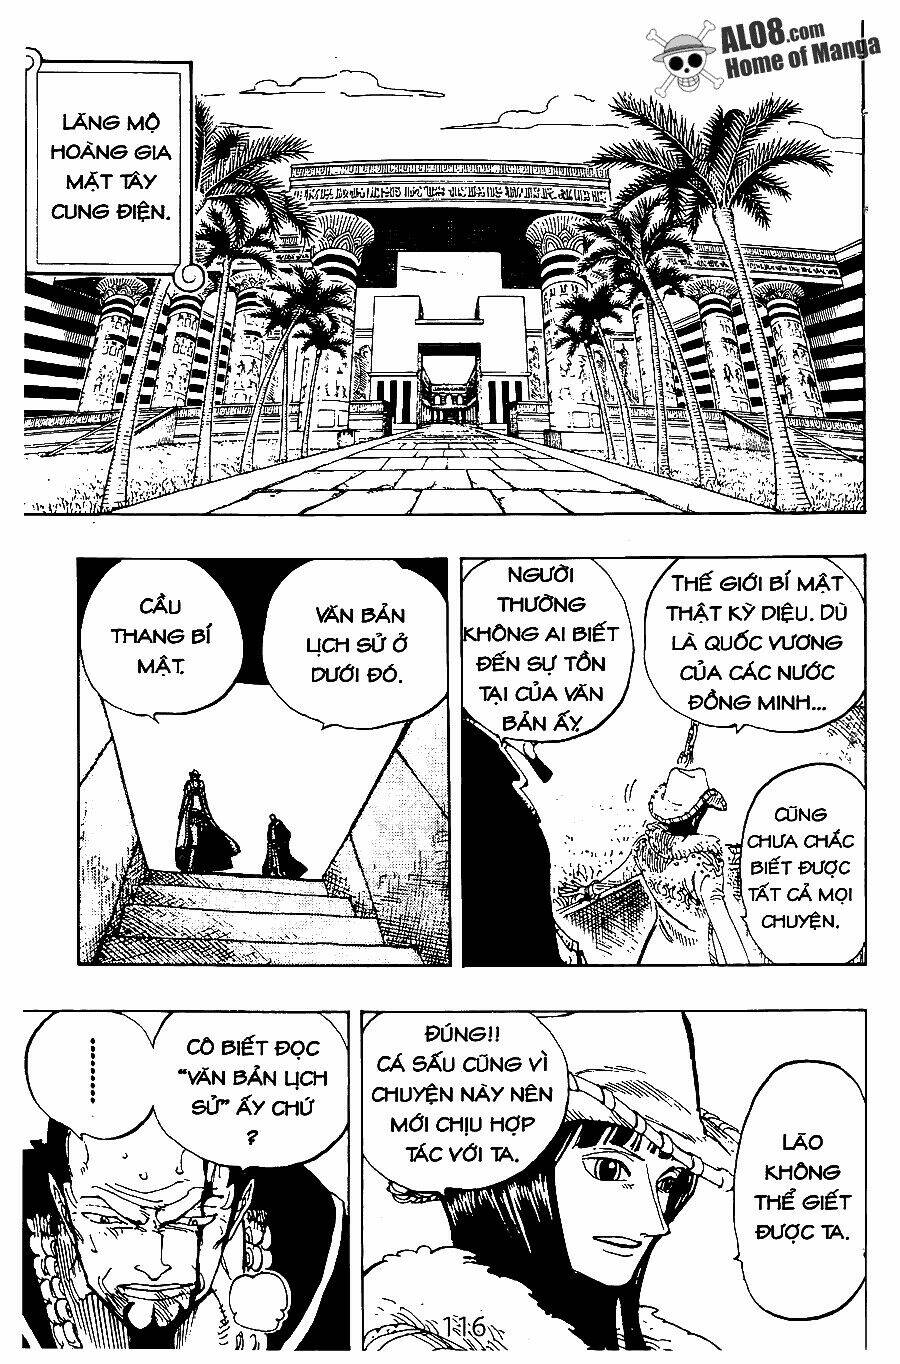 AL08.com
Home of Manga
LĂNG MỘ
HOÀNG GIA
MẶT TÂY
CUNG ĐIỆN.
THẾ GIỚI BÍ MẬT
THẬT KỲ DIỆU. DÙ
LÀ QUỐC VƯƠNG
CỦA CÁC NƯỚC
ĐỒNG MINH...
CŨNG
CHƯA CHẮC
BIẾT ĐƯỢC
TẤT CẢ MỌI
CHUYỆN.
NGƯỜI
THƯỜNG
KHÔNG AI BIẾT
ĐẾN SỰ TỒN
TẠI CỦA VĂN
BẢN ẤY.
VĂN BẢN
LỊCH SỬ Ở
DƯỚI ĐÓ.
CẦU
THANG BÍ
MẬT.
LÃO
KHÔNG
THỂ GIẾT
ĐƯỢC TA.
ĐÚNG!!
CÁ SẤU CŨNG VÌ
CHUYỆN NÀY NÊN
MỚI CHỊU HỢP
TÁC VỚI TA.
CÔ BIẾT ĐỌC
"VĂN BẢN LỊCH
SỬ" ẤY CHỨ
?
........
116